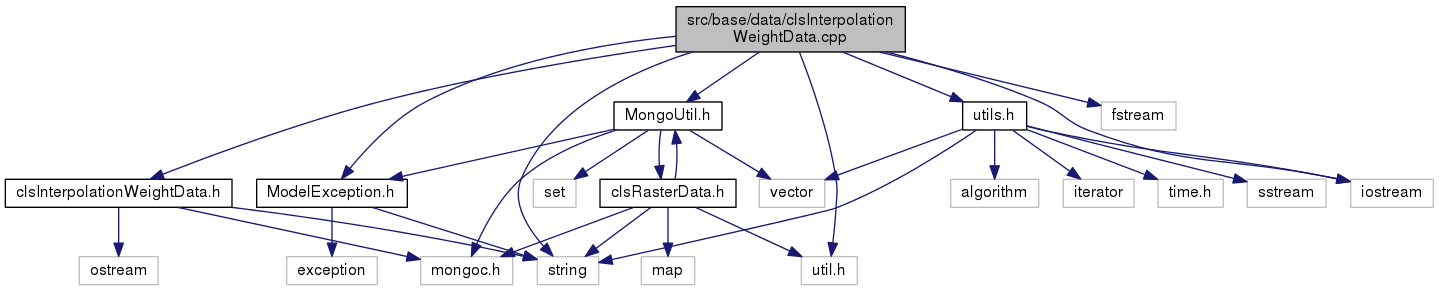 src/base/data/clsInterpolation
WeightData.cpp
MongoUtil.h
utils.h
fstream
clsInterpolationWeightData.h
ModelException.h
set
clsRasterData.h
vector
algorithm
iterator
time.h
sstream
iostream
ostream
exception
mongoc.h
string
map
util.h